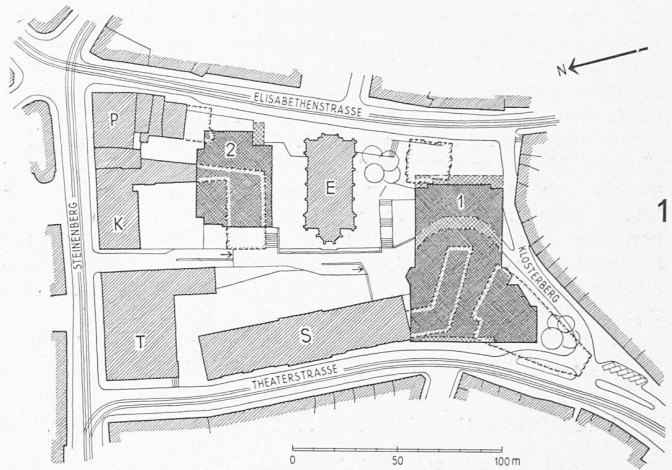 N
ELISABETHENSTRASSE
P
2
E
1
1
K
STEINENBERG
KLOSTERBERG
T
S
THEATERSTRASSE
0 50 100 m